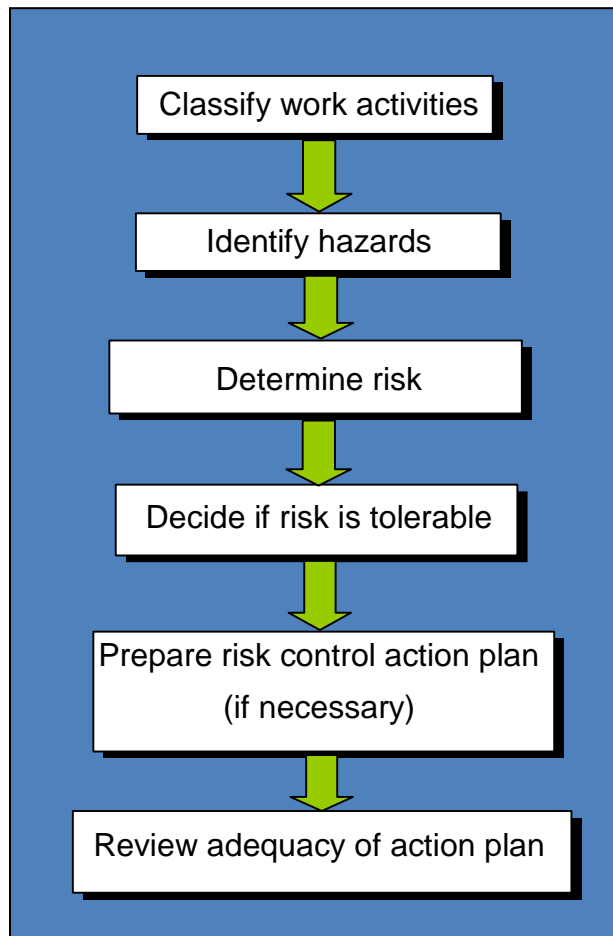 Classify work activities
Identify hazards
Determine risk
Decide if risk is tolerable
Prepare risk control action plan
(if necessary)
Review adequacy of action plan